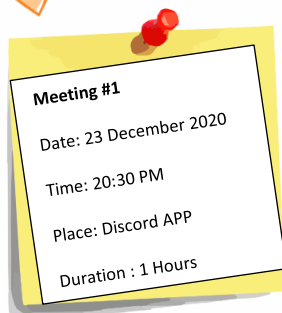 Meeting #1
Date: 23 December 2020
Time: 20:30 PM
Place: Discord APP
Duration : 1 Hours